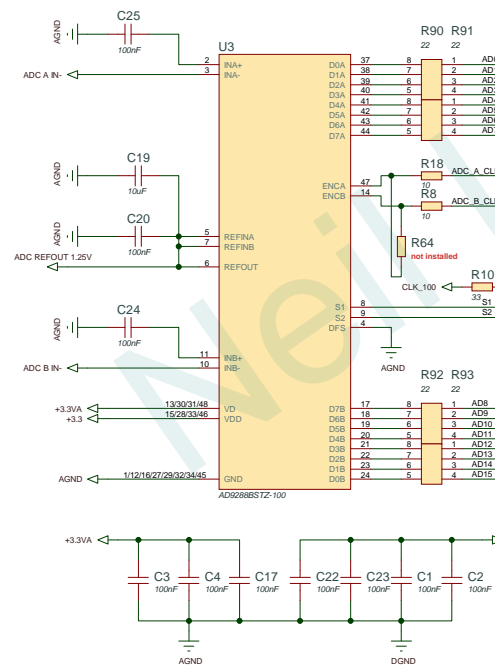 C25
100nF
AGND
U3
R90 R91
22 22
ADC A IN-
2 INA+
3 INA-
D0A 37 8 1
D1A 38 7 2
D2A 39 6 3
D3A 40 5 4
D4A 41 8 1
D5A 42 7 2
D6A 43 6 3
D7A 44 5 4
C19
10uF
AGND
ENCA 47
ENCB 14
R18
10
ADC_A_CL
R8
10
ADC_B_CL
C20
100nF
AGND
5 REFINA
7 REFINB
6 REFOUT
ADC REFOUT 1.25V
R64
not installed
CLK_100
R10
33
S1 8 S1
S2 9 S2
DFS 4
AGND
C24
100nF
AGND
11 INB+
10 INB-
ADC B IN-
R92 R93
22 22
+3.3VA 13/30/31/48 VD
+3.3 15/28/33/46 VDD
D7B 17 8 1 AD8
D6B 18 7 2 AD9
D5B 19 6 3 AD10
D4B 20 5 4 AD11
D3B 21 8 1 AD12
D2B 22 7 2 AD13
D1B 23 6 3 AD14
D0B 24 5 4 AD15
AGND 1/12/16/27/29/32/34/45 GND
AD9288BSTZ-100
+3.3VA
C3 C4 C17 C22 C23 C1 C2
100nF 100nF 100nF 100nF 100nF 100nF 100nF
AGND DGND
Neil